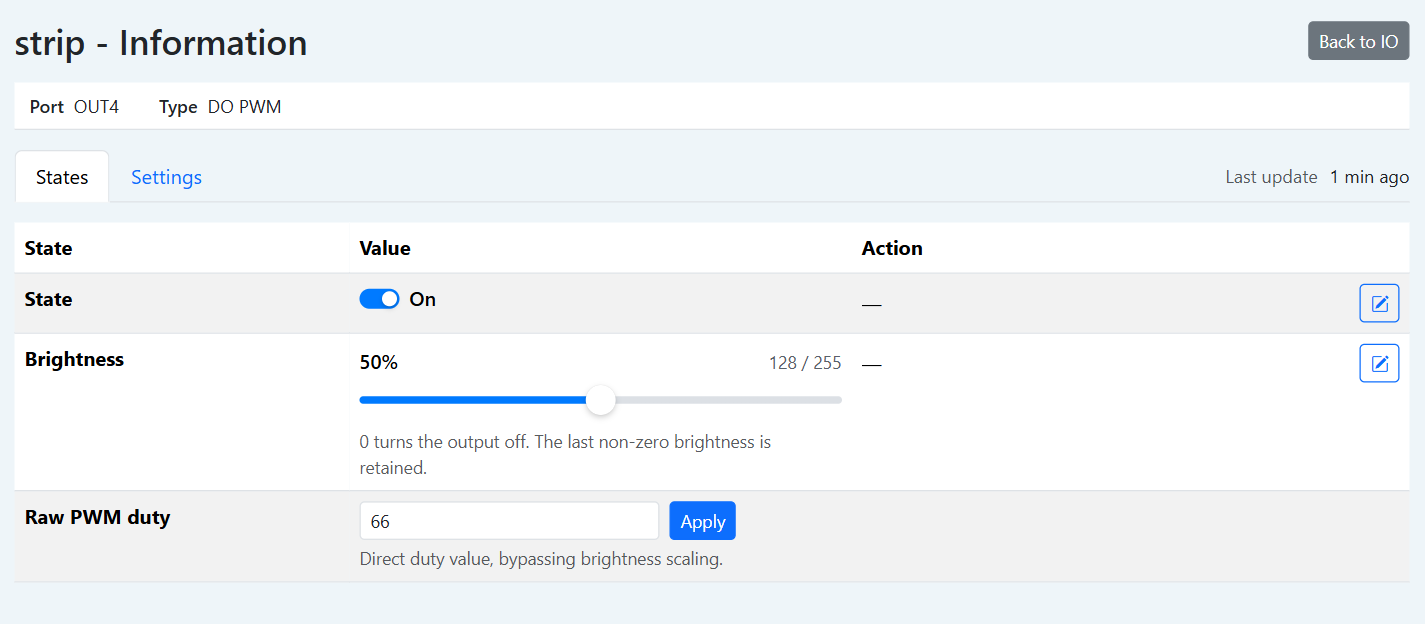 strip - Information
Back to IO
Port OUT4 Type DO PWM
States Settings Last update 1 min ago
State Value Action
State On —
Brightness 50% 128 / 255 —
0 turns the output off. The last non-zero brightness is
retained.
Raw PWM duty 66 Apply
Direct duty value, bypassing brightness scaling.